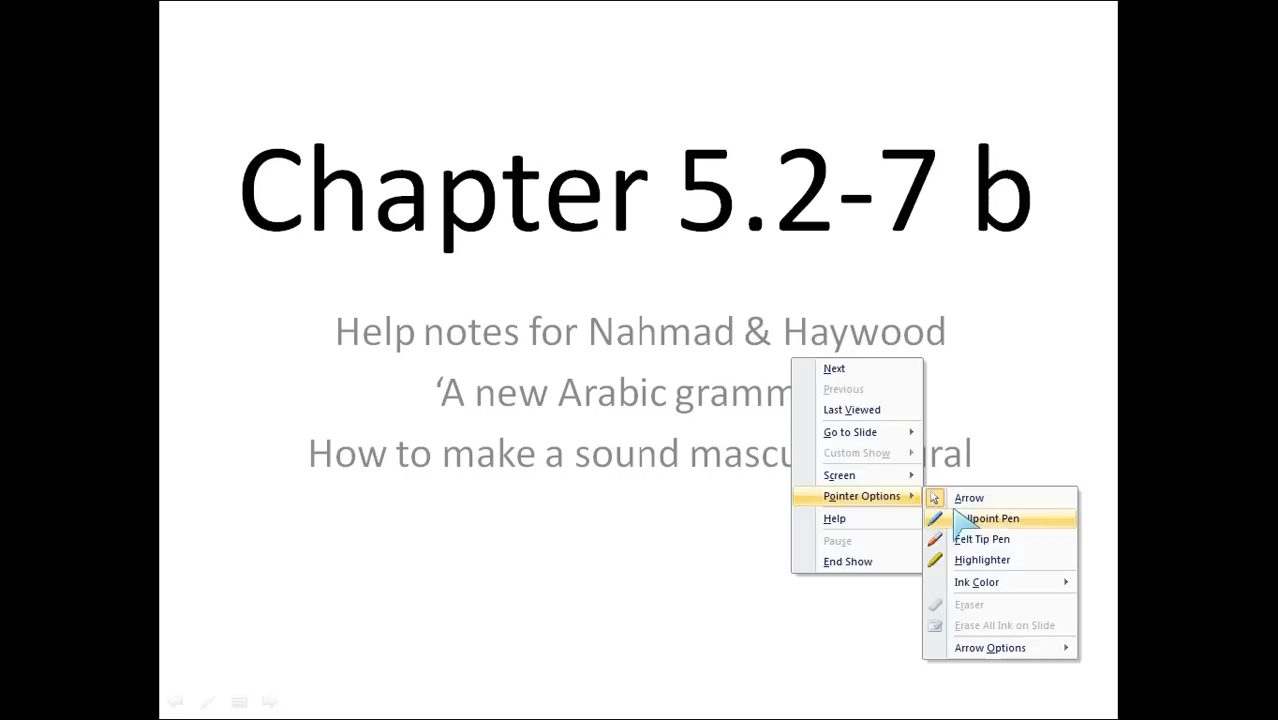 Chapter 5.2-7 b
Help notes for Nahmad & Haywood
‘A new Arabic gramm
How to make a sound mascu ral
Next
Previous
Last Viewed
Go to Slide
Custom Show
Screen
Pointer Options
Help
Pause
End Show
Arrow
llpoint Pen
Felt Tip Pen
Highlighter
Ink Color
Eraser
Erase All Ink on Slide
Arrow Options